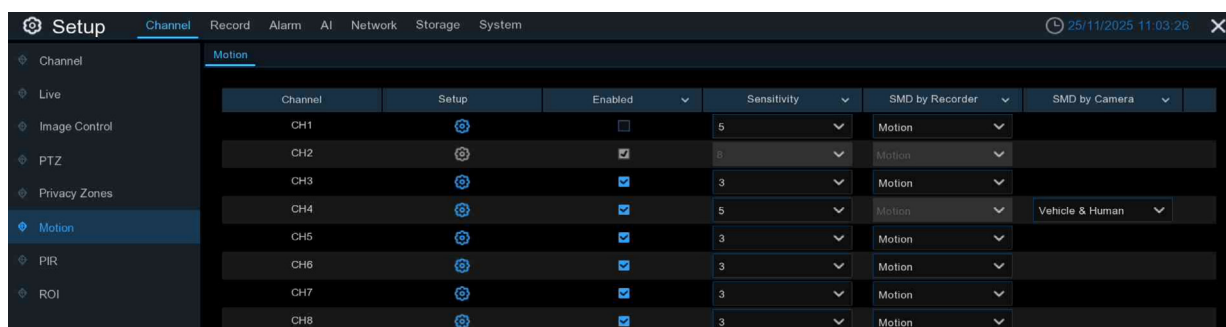 Setup Channel Record Alarm AI Network Storage System 25/11/2025 11:03:26
Channel
Live
Image Control
PTZ
Privacy Zones
Motion
PIR
ROI
Motion
Channel Setup Enabled Sensitivity SMD by Recorder SMD by Camera
CH1 5 Motion
CH2 8 Motion
CH3 3 Motion
CH4 5 Motion Vehicle & Human
CH5 3 Motion
CH6 3 Motion
CH7 3 Motion
CH8 3 Motion